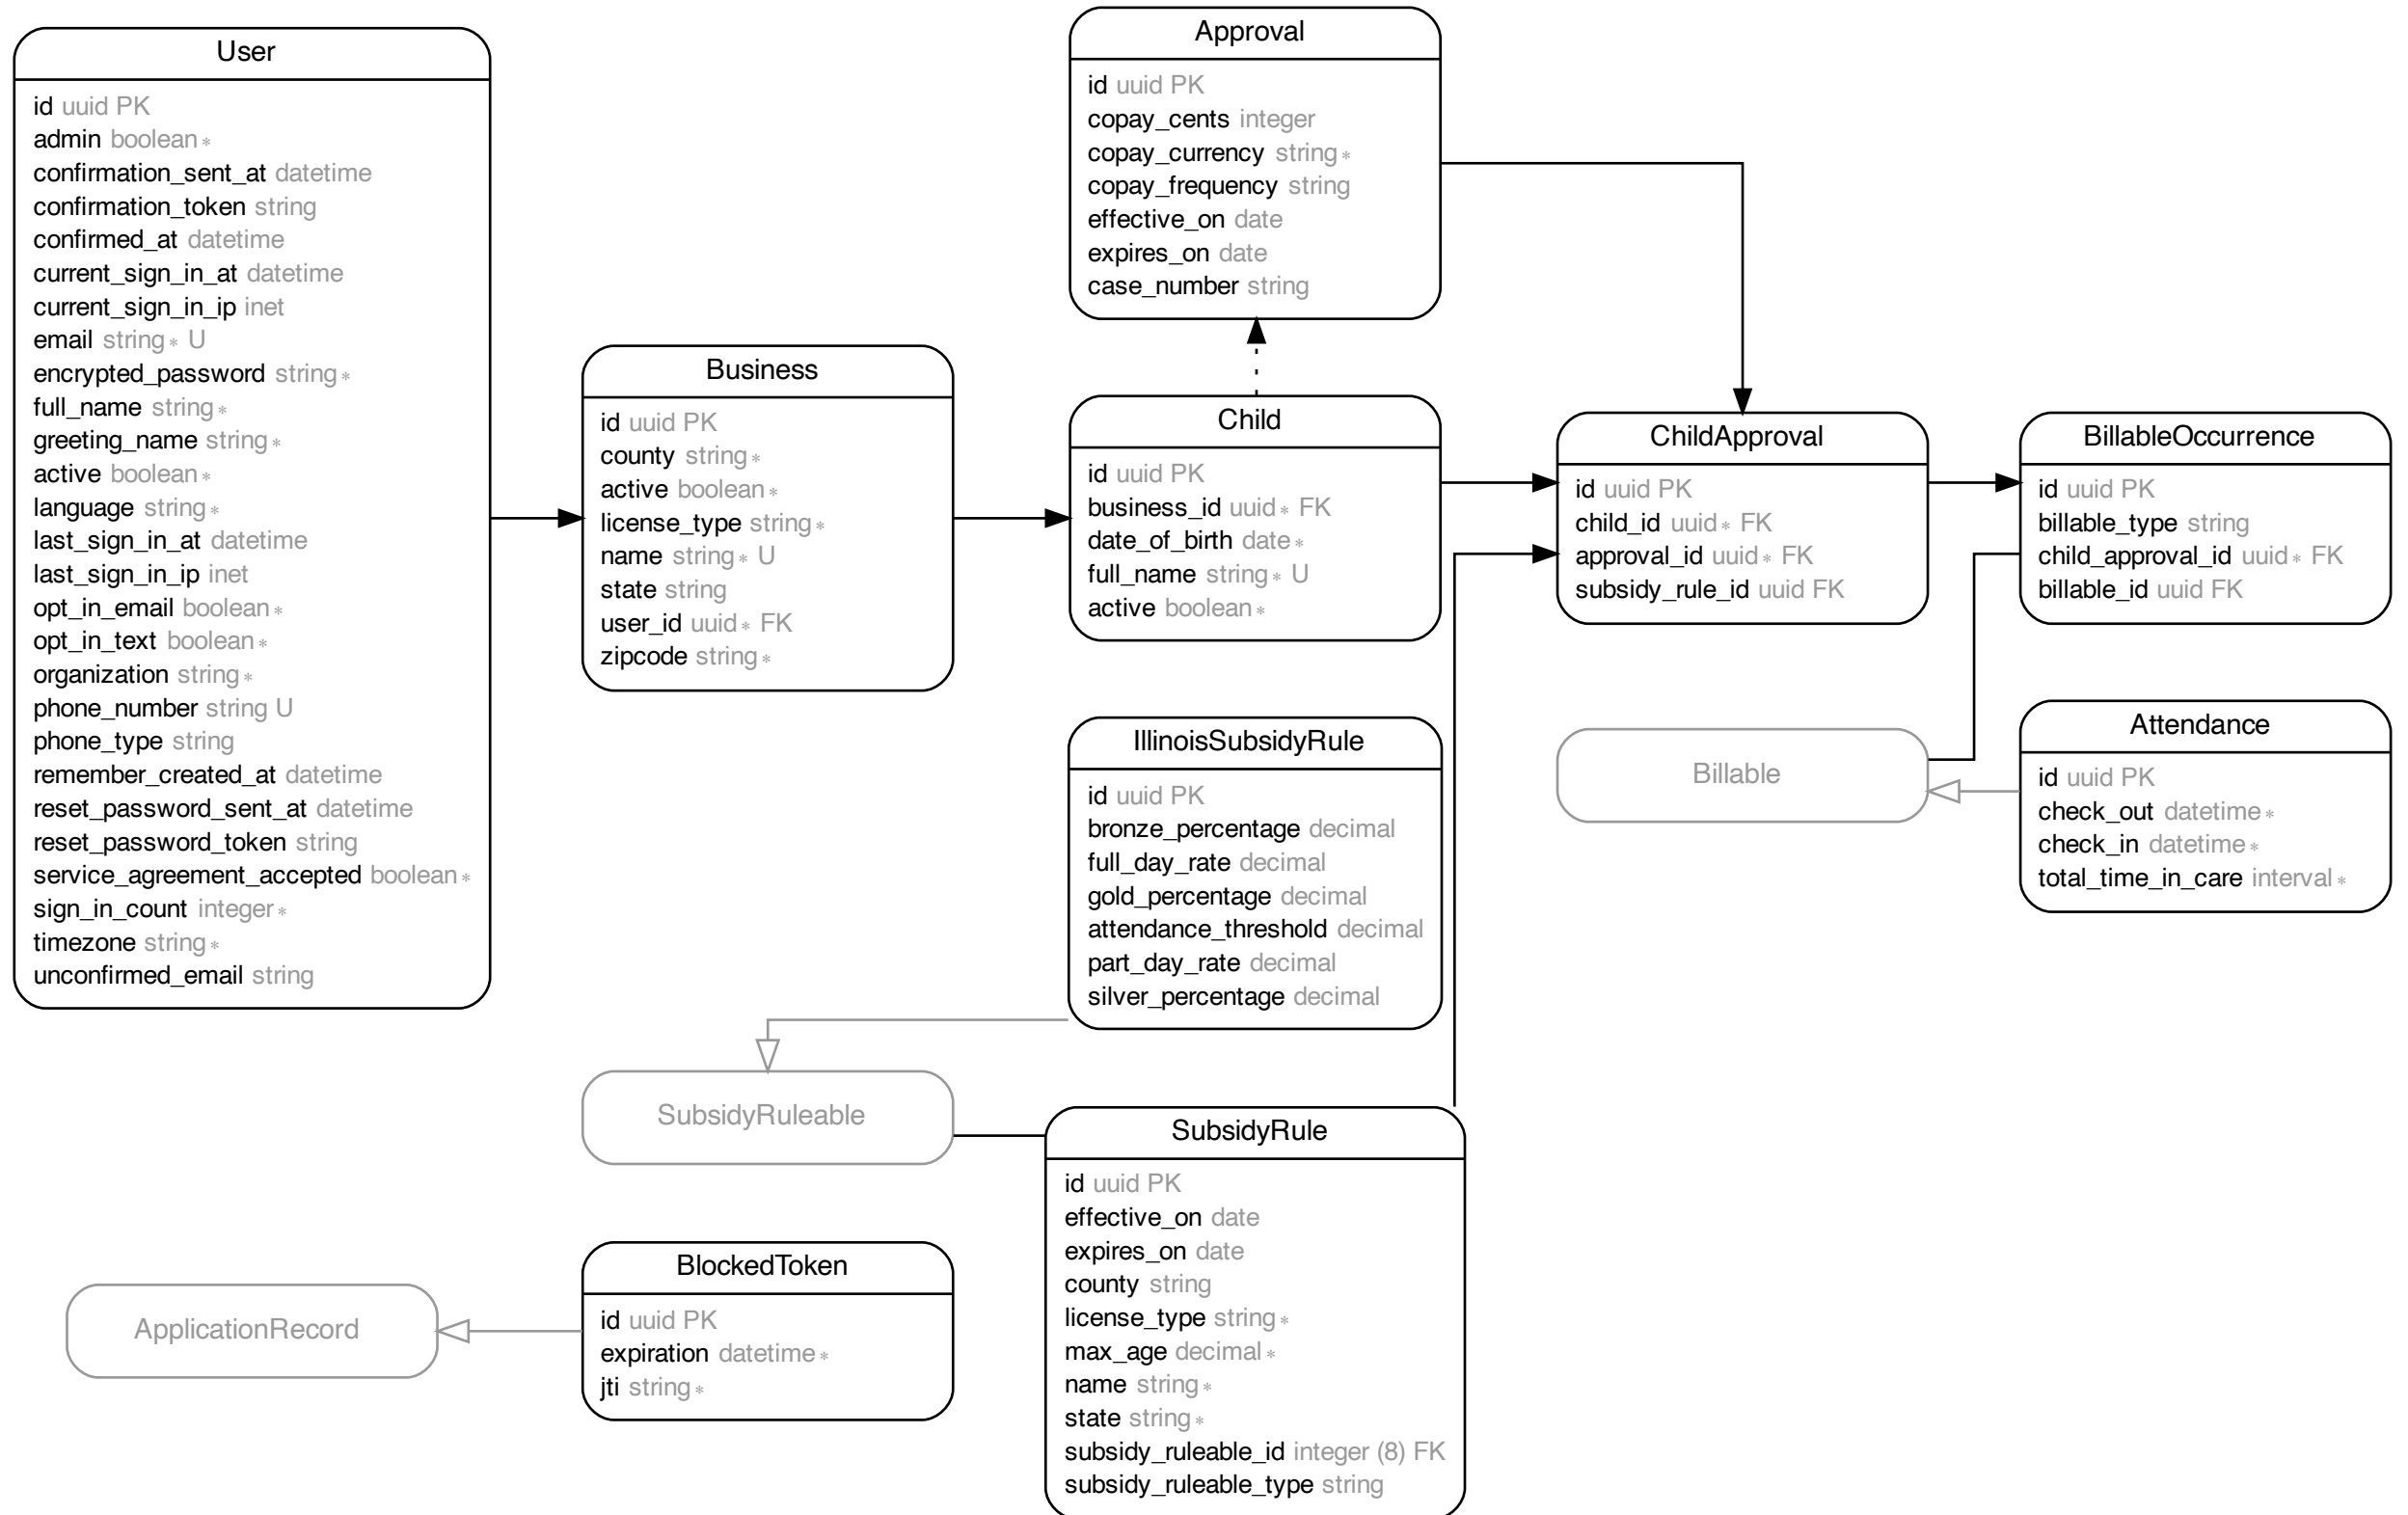 User
id uuid PK
admin boolean *
confirmation_sent_at datetime
confirmation_token string
confirmed_at datetime
current_sign_in_at datetime
current_sign_in_ip inet
email string * U
encrypted_password string *
full_name string *
greeting_name string *
active boolean *
language string *
last_sign_in_at datetime
last_sign_in_ip inet
opt_in_email boolean *
opt_in_text boolean *
organization string *
phone_number string U
phone_type string
remember_created_at datetime
reset_password_sent_at datetime
reset_password_token string
service_agreement_accepted boolean *
sign_in_count integer *
timezone string *
unconfirmed_email string
Business
id uuid PK
county string *
active boolean *
license_type string *
name string * U
state string
user_id uuid * FK
zipcode string *
Approval
id uuid PK
copay_cents integer
copay_currency string *
copay_frequency string
effective_on date
expires_on date
case_number string
Child
id uuid PK
business_id uuid * FK
date_of_birth date *
full_name string * U
active boolean *
ChildApproval
id uuid PK
child_id uuid * FK
approval_id uuid * FK
subsidy_rule_id uuid FK
BillableOccurrence
id uuid PK
billable_type string
child_approval_id uuid * FK
billable_id uuid FK
IllinoisSubsidyRule
id uuid PK
bronze_percentage decimal
full_day_rate decimal
gold_percentage decimal
attendance_threshold decimal
part_day_rate decimal
silver_percentage decimal
Billable
Attendance
id uuid PK
check_out datetime *
check_in datetime *
total_time_in_care interval *
SubsidyRuleable
SubsidyRule
id uuid PK
effective_on date
expires_on date
county string
license_type string *
max_age decimal *
name string *
state string *
subsidy_ruleable_id integer (8) FK
subsidy_ruleable_type string
ApplicationRecord
BlockedToken
id uuid PK
expiration datetime *
jti string *